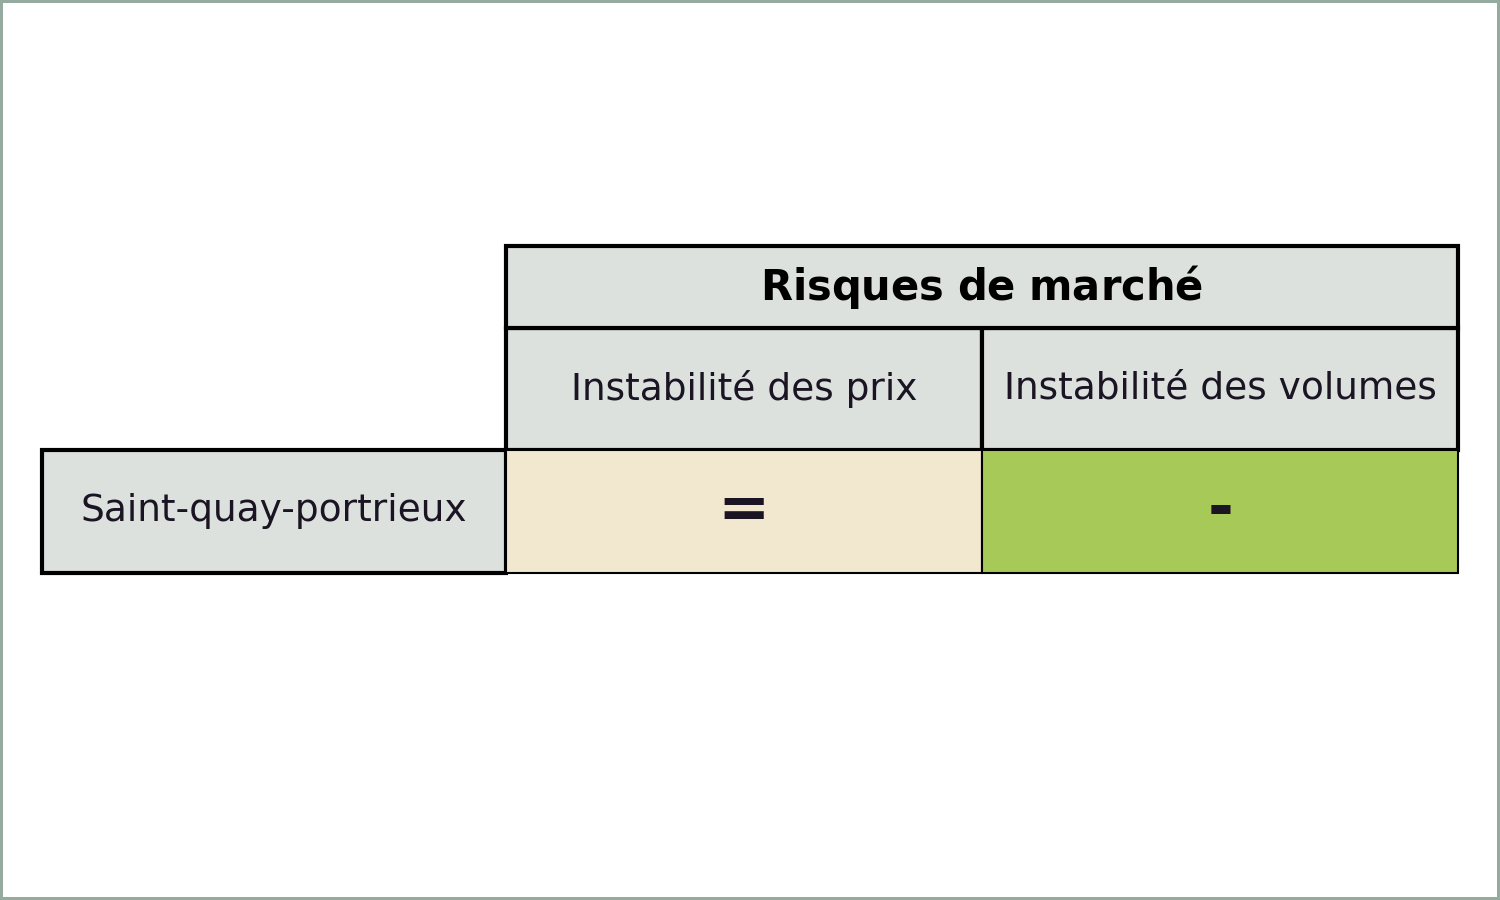 Risques de marché
Instabilité des prix
Instabilité des volumes
Saint-quay-portrieux
=
-